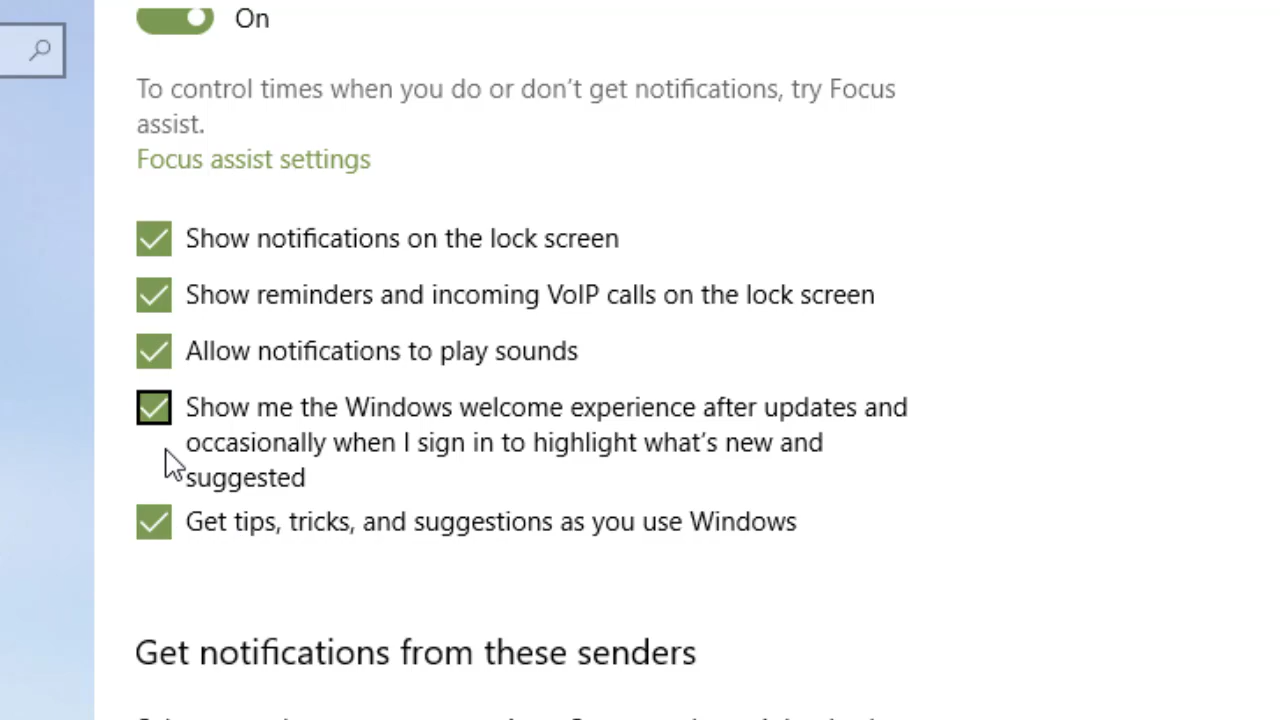 On
To control times when you do or don't get notifications, try Focus
assist.
Focus assist settings
Show notifications on the lock screen
Show reminders and incoming VoIP calls on the lock screen
Allow notifications to play sounds
Show me the Windows welcome experience after updates and
occasionally when I sign in to highlight what's new and
suggested
Get tips, tricks, and suggestions as you use Windows
Get notifications from these senders